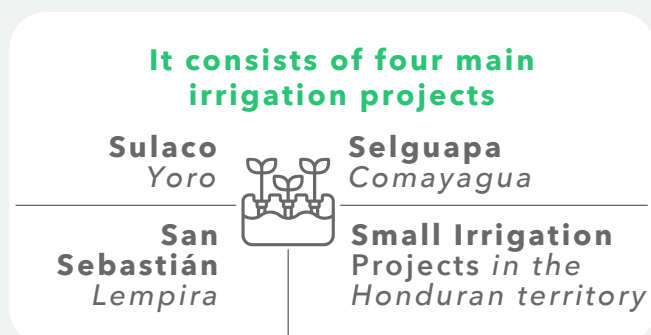 It consists of four main
irrigation projects
Sulaco
Yoro
Selguapa
Comayagua
San
Sebastián
Lempira
Small Irrigation
Projects in the
Honduran territory